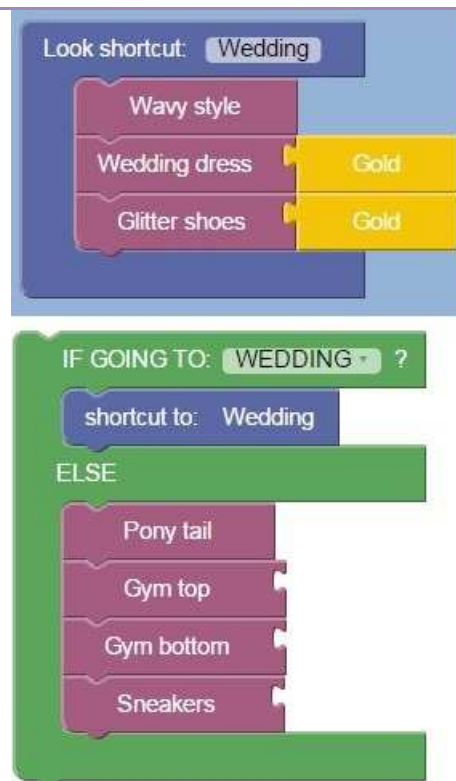 Look shortcut: Wedding
Wavy style
Wedding dress Gold
Glitter shoes Gold
IF GOING TO: WEDDING ?
shortcut to: Wedding
ELSE
Pony tail
Gym top
Gym bottom
Sneakers